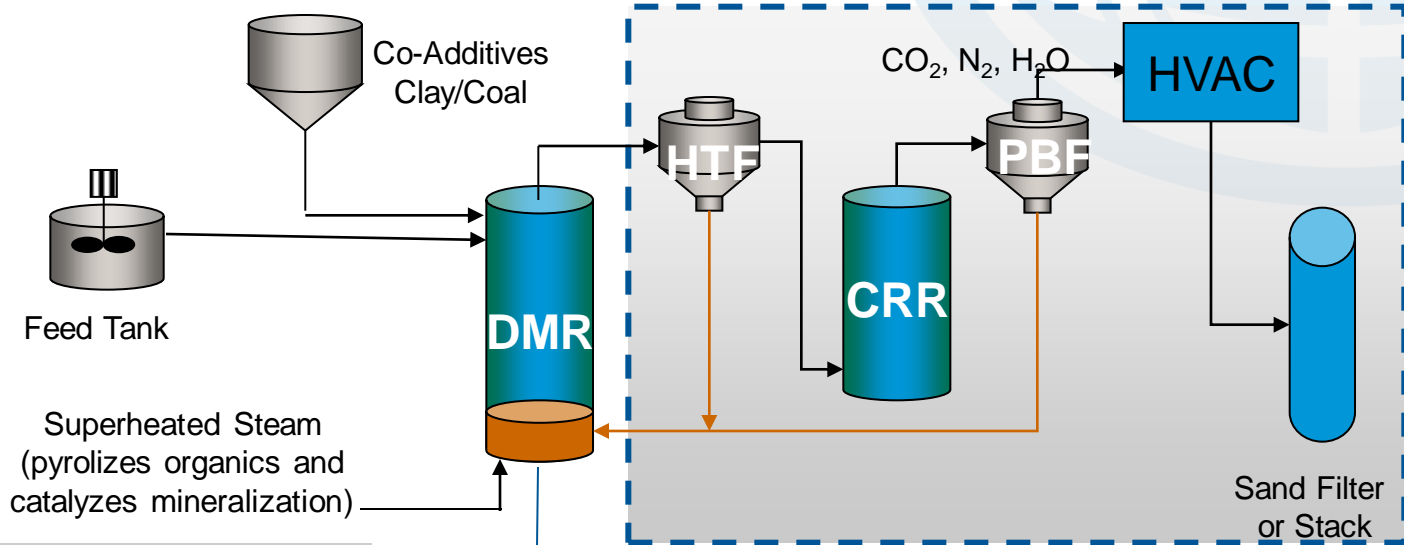 Co-Additives
Clay/Coal
CO₂, N₂, H₂O
HVAC
HTF
PBF
Feed Tank
DMR
CRR
Superheated Steam
(pyrolizes organics and
catalyzes mineralization)
Sand Filter
or Stack